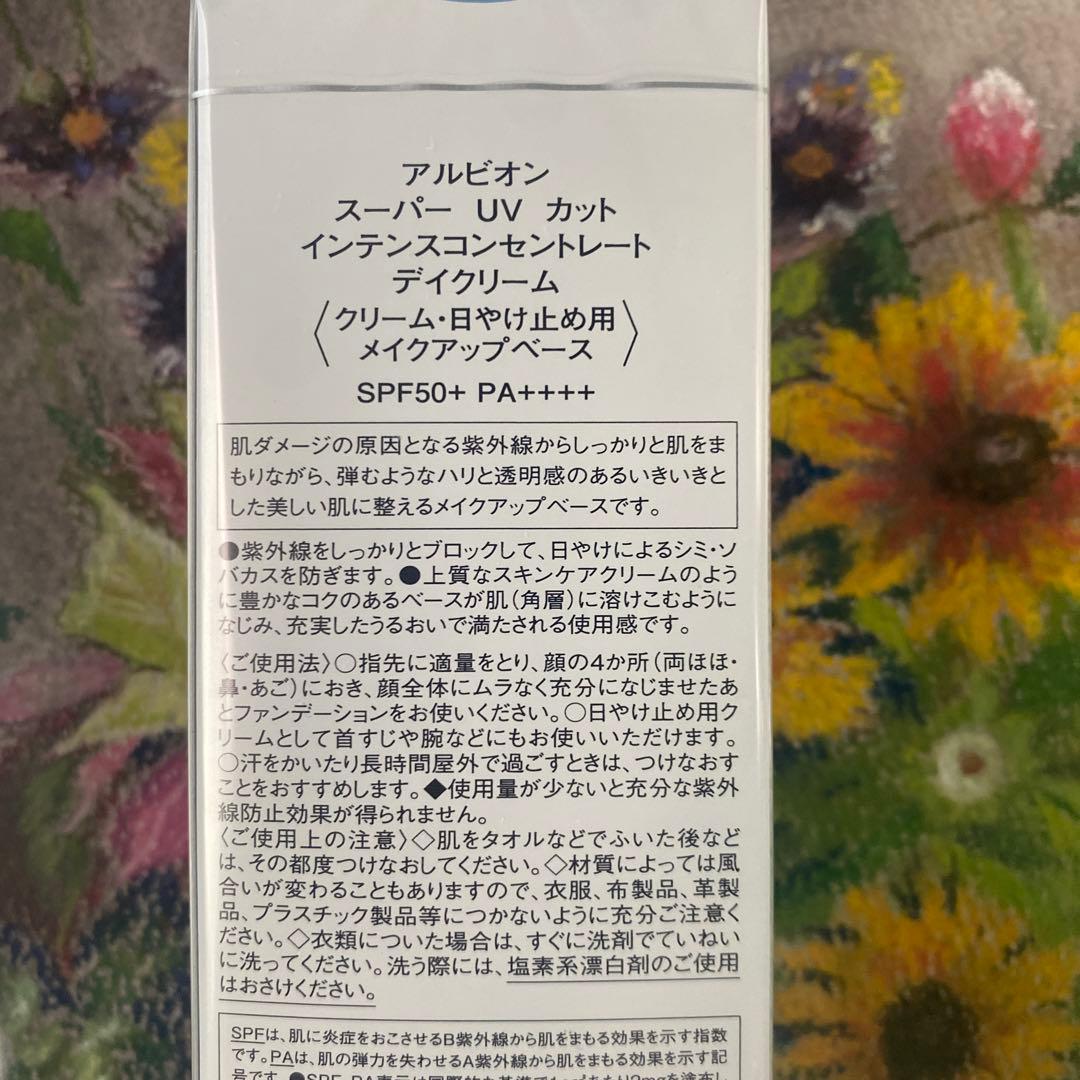 アルビオン
スーパー UV カット
インテンスコンセントレート
デイクリーム
〈クリーム・日やけ止め用
メイクアップベース〉
SPF50+ PA++++
肌ダメージの原因となる紫外線からしっかりと肌をま
もりながら、弾むようなハリと透明感のあるいきいきと
した美しい肌に整えるメイクアップベースです。
●紫外線をしっかりとブロックして、日やけによるシミ・ソ
バカスを防ぎます。●上質なスキンケアクリームのよう
に豊かなコクのあるベースが肌(角層)に溶けこむように
なじみ、充実したうるおいで満たされる使用感です。
〈ご使用法〉○指先に適量をとり、顔の4か所(両ほほ・
鼻・あご)におき、顔全体にムラなく充分になじませたあ
とファンデーションをお使いください。○日やけ止め用ク
リームとして首すじや腕などにもお使いいただけます。
○汗をかいたり長時間屋外で過ごすときは、つけなおす
ことをおすすめします。◆使用量が少ないと充分な紫外
線防止効果が得られません。
〈ご使用上の注意〉◇肌をタオルなどでふいた後など
は、その都度つけなおしてください。◇材質によっては風
合いが変わることもありますので、衣服、布製品、革製
品、プラスチック製品等につかないように充分ご注意く
ださい。◇衣類についた場合は、すぐに洗剤でていねい
に洗ってください。洗う際には、塩素系漂白剤のご使用
はおさけください。
SPFは、肌に炎症をおこさせるB紫外線から肌をまもる効果を示す指数
です。PAは、肌の弾力を失わせるA紫外線から肌をまもる効果を示す記
号です。●SPF、PA表示は国際的な基準で